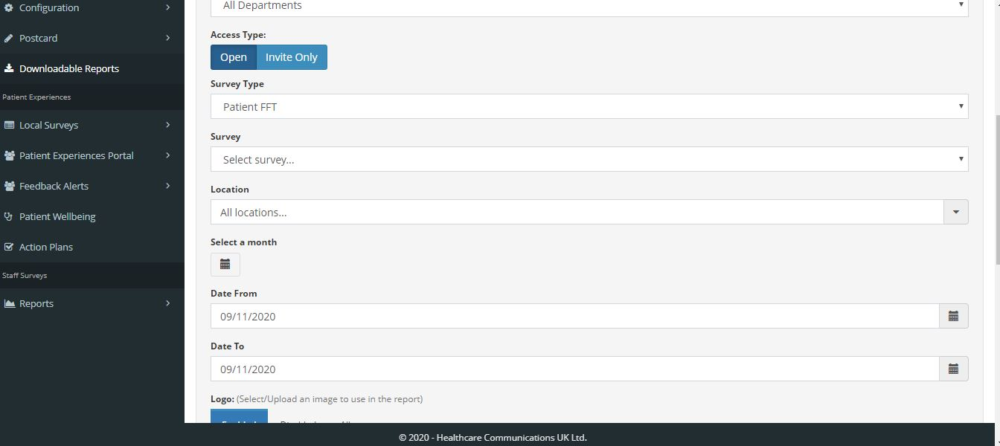 Configuration
Postcard
Downloadable Reports
Patient Experiences
Local Surveys
Patient Experiences Portal
Feedback Alerts
Patient Wellbeing
Action Plans
Staff Surveys
Reports
All Departments
Access Type:
Open Invite Only
Survey Type
Patient FFT
Survey
Select survey...
Location
All locations...
Select a month
Date From
09/11/2020
Date To
09/11/2020
Logo: (Select/Upload an image to use in the report)
© 2020 - Healthcare Communications UK Ltd.